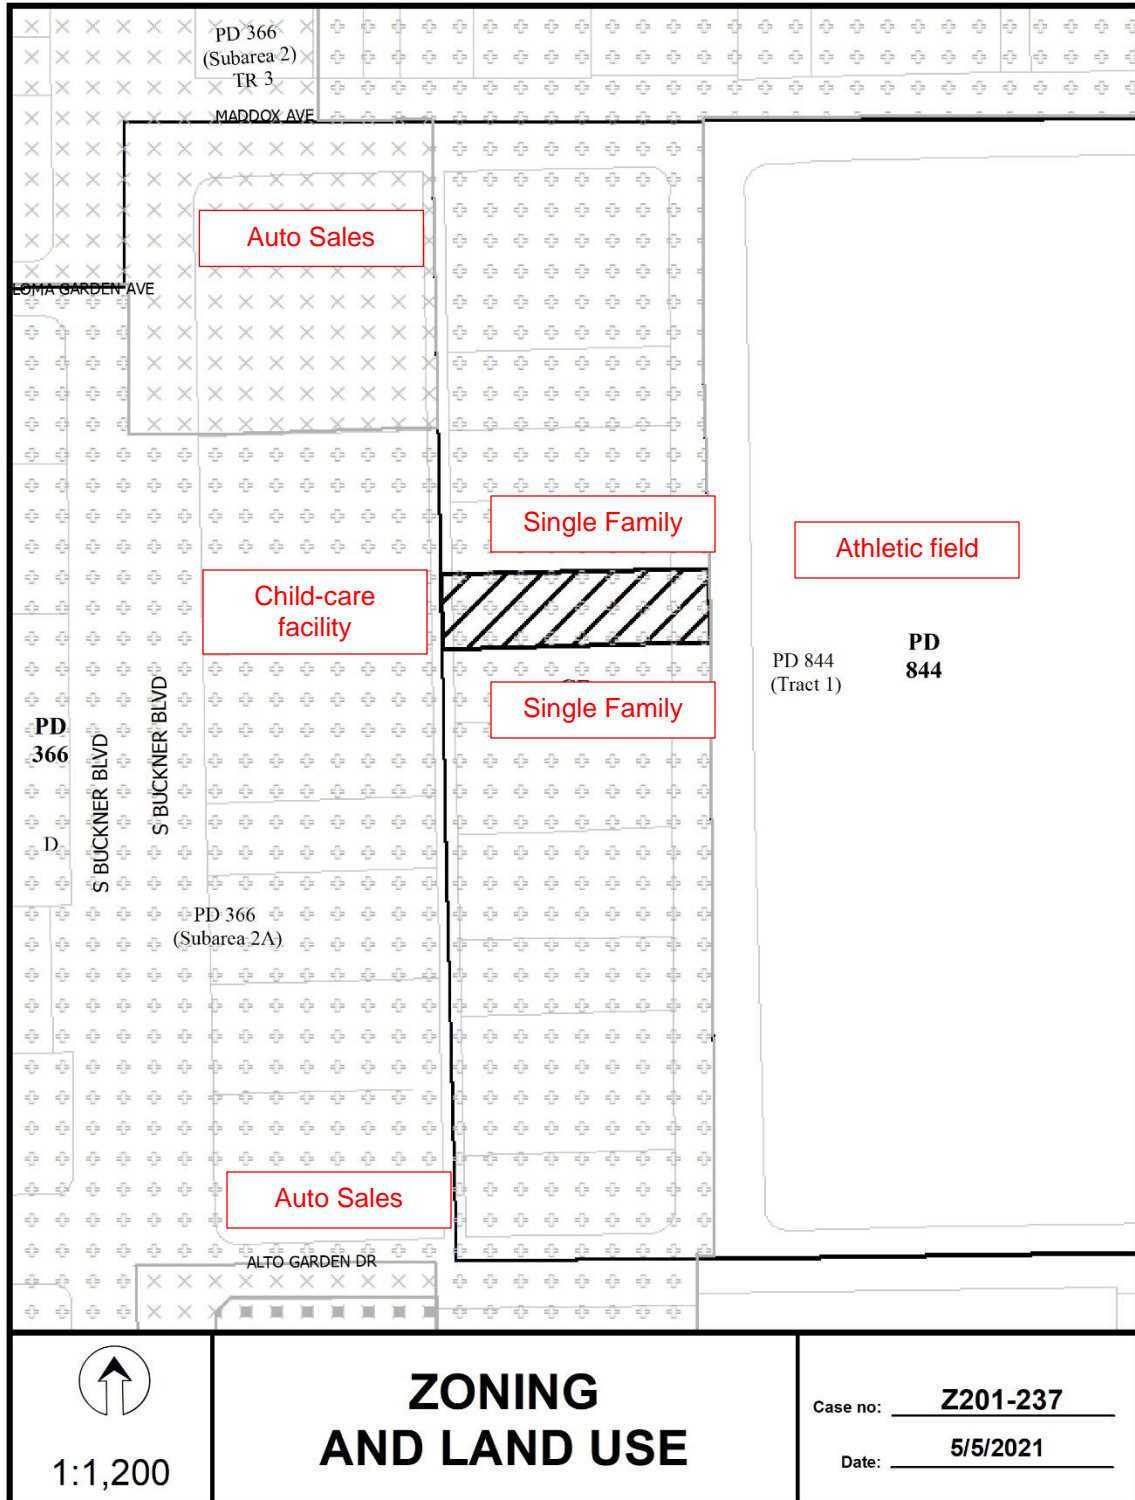 PD 366
(Subarea 2)
TR 3
MADDOX AVE
Auto Sales
LOMA GARDEN AVE
Single Family
Athletic field
Child-care
facility
PD 844
(Tract 1)
PD
844
Single Family
PD
366
S BUCKNER BLVD
S BUCKNER BLVD
D
PD 366
(Subarea 2A)
Auto Sales
ALTO GARDEN DR
1:1,200
ZONING
AND LAND USE
Case no: Z201-237
Date: 5/5/2021